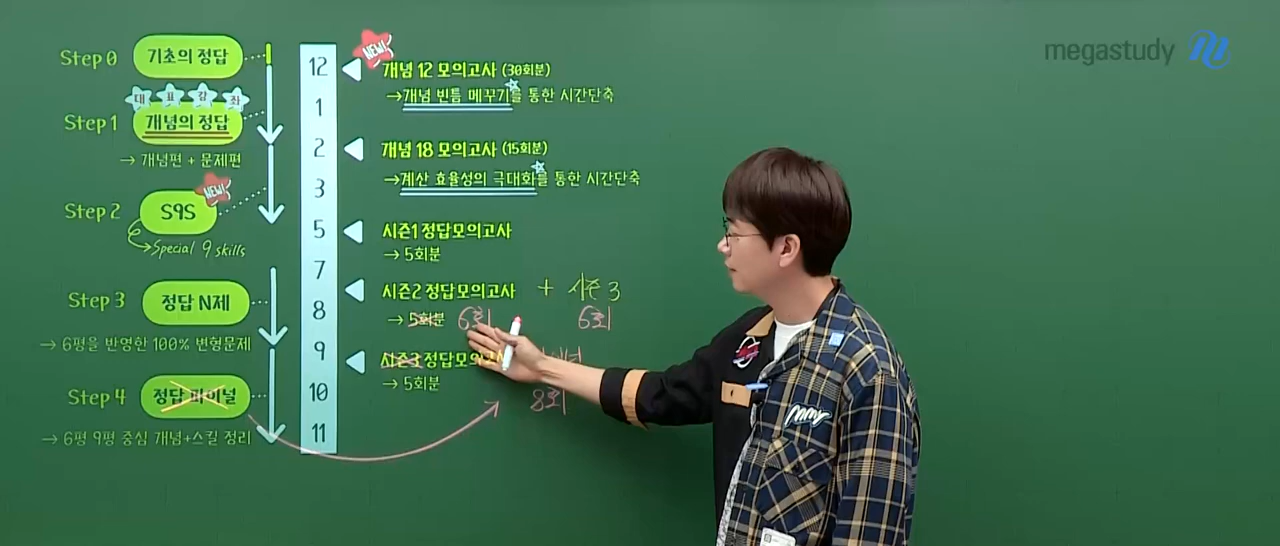 Step 0 기초의 정답
대표강좌
Step 1 개념의 정답
→ 개념편 + 문제편
Step 2 S9S
NEW!
→ Special 9 skills
Step 3 정답 N제
→ 6평을 반영한 100% 변형문제
Step 4 정답 파이널
→ 6평 9평 중심 개념+스킬 정리
12
1
2
3
5
7
8
9
10
11
NEW!
개념 12 모의고사 (30회분)
→ 개념 빈틈 메꾸기를 통한 시간단축
개념 18 모의고사 (15회분)
→ 계산 효율성의 극대화를 통한 시간단축
시즌1 정답모의고사
→ 5회분
시즌2 정답모의고사 + 시즌 3
→ 5회분 6회 6회
시즌3 정답모의고사
→ 5회분
8회
megastudy